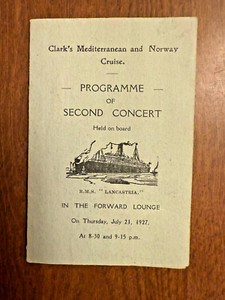 Clark's Mediterranean and Norway
Cruise.
— PROGRAMME —
OF
SECOND CONCERT
Held on board
R.M.S. "LANCASTRIA."
IN THE FORWARD LOUNGE
On Thursday, July 21, 1927,
At 8-30 and 9-15 p.m.